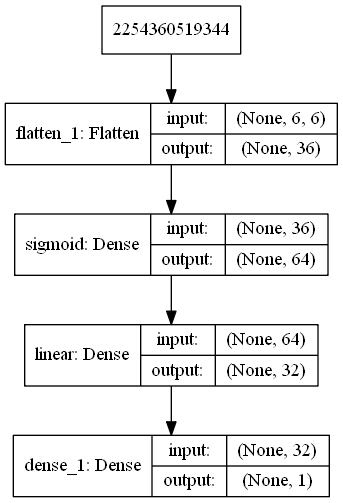 2254360519344
flatten_1: Flatten
input:
(None, 6, 6)
output:
(None, 36)
sigmoid: Dense
input:
(None, 36)
output:
(None, 64)
linear: Dense
input:
(None, 64)
output:
(None, 32)
dense_1: Dense
input:
(None, 32)
output:
(None, 1)